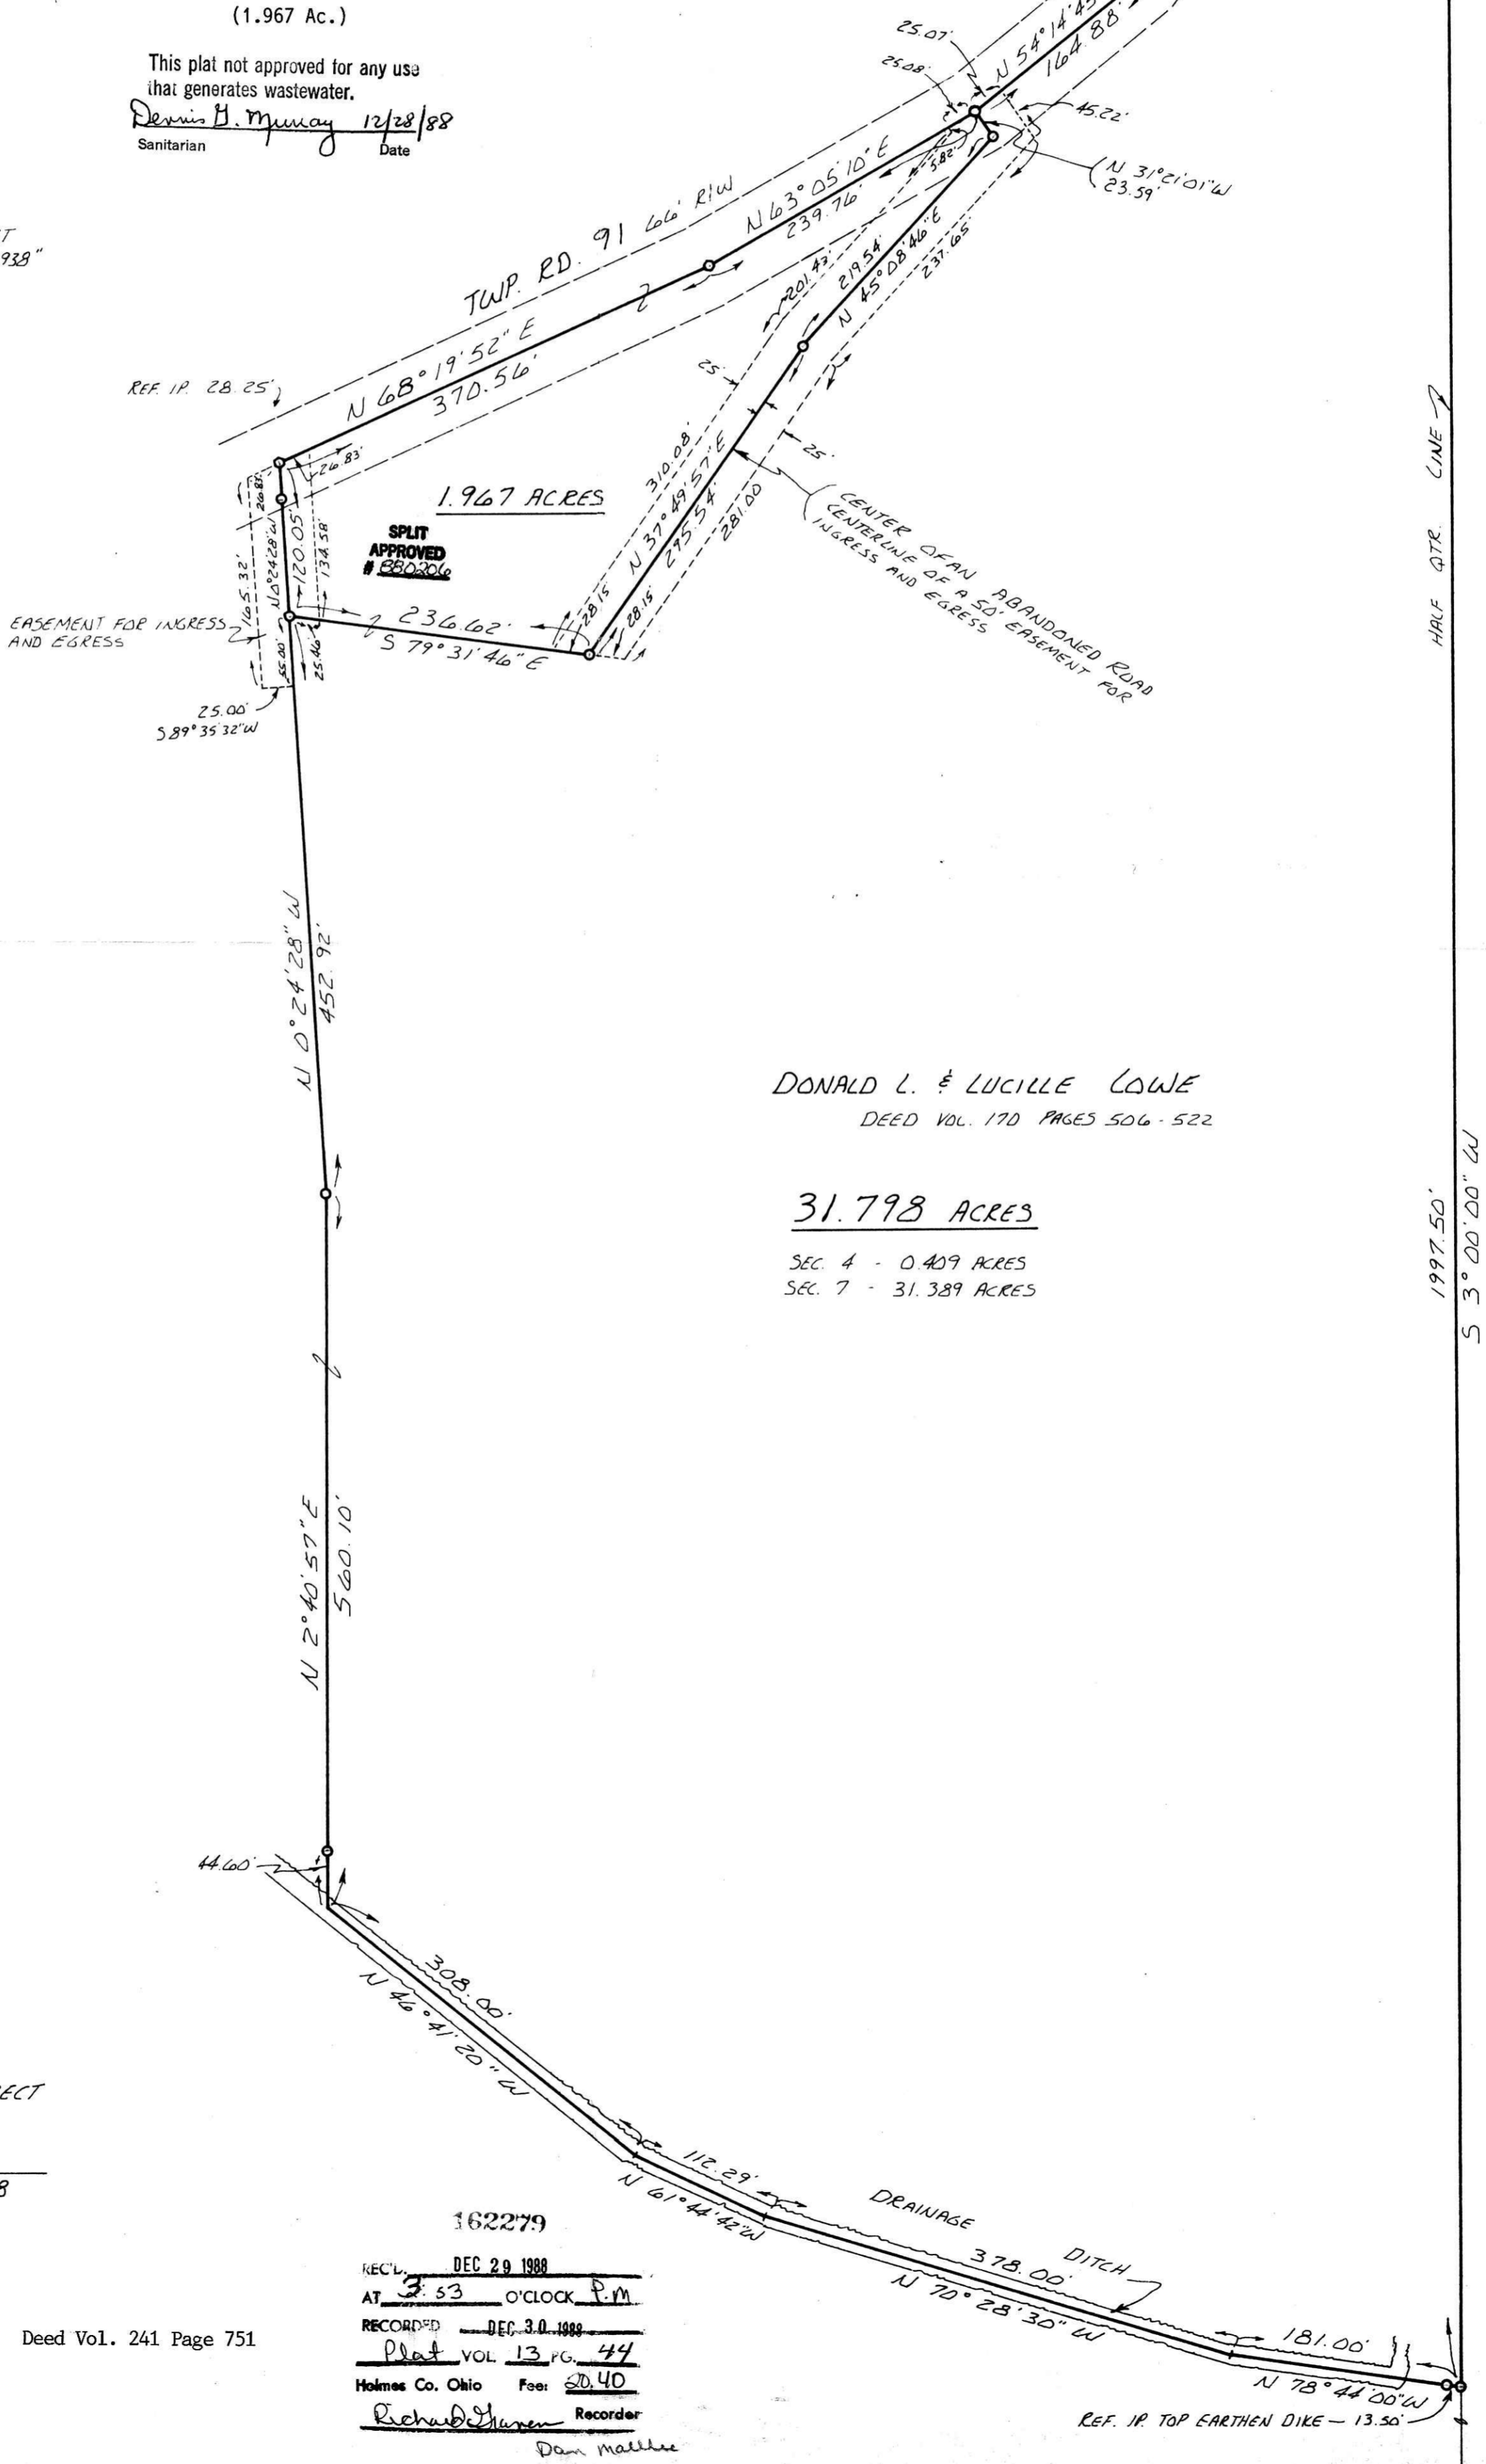 (1.967 Ac.)
This plat not approved for any use
that generates wastewater.
Dennis G. Murray 12/28/88
Sanitarian Date
T
938"
25.07'
25.08'
N 54°14'45
164.88'
45.22'
N 31°21'01"W
23.59'
5.82'
TWP. RD. 91 66' R/W
N 63°05'10"E
239.76'
N 68°19'52" E
370.56'
REF. I.P. 28.25'
201.43'
219.54'
N 45°08'46"E
237.65'
25'
25'
310.08'
N 37°49'57"E
295.54'
281.00
28.15
28.15'
CENTER OF AN ABANDONED ROAD
CENTERLINE OF A 50' EASEMENT FOR
INGRESS AND EGRESS
HALF QTR. LINE
26.83'
26.83'
1.967 ACRES
SPLIT
APPROVED
# 880206
165.32'
N 0°24'28"W
120.05'
134.58'
EASEMENT FOR INGRESS
AND EGRESS
55.00'
25.46'
236.62'
S 79°31'46" E
25.00'
S 89°35'32"W
N 0°24'28" W
452.92'
DONALD L. & LUCILLE LOWE
DEED VOL. 170 PAGES 506-522
31.798 ACRES
SEC. 4 - 0.409 ACRES
SEC. 7 - 31.389 ACRES
1997.50'
S 3°00'00" W
N 2°40'57" E
560.10'
44.60'
308.00'
N 46°41'20" W
112.29'
N 61°44'42"W
DRAINAGE
DITCH
378.00'
N 70°28'30" W
181.00'
N 78°44'00"W
REF. I.P. TOP EARTHEN DIKE - 13.50'
ECT
8
162279
REC'D. DEC 29 1988
AT 3:53 O'CLOCK P.M
RECORDED DEC 30 1988
Plat VOL 13 PG. 44
Holmes Co. Ohio Fee: 20.40
Richard Graven Recorder
Deed Vol. 241 Page 751